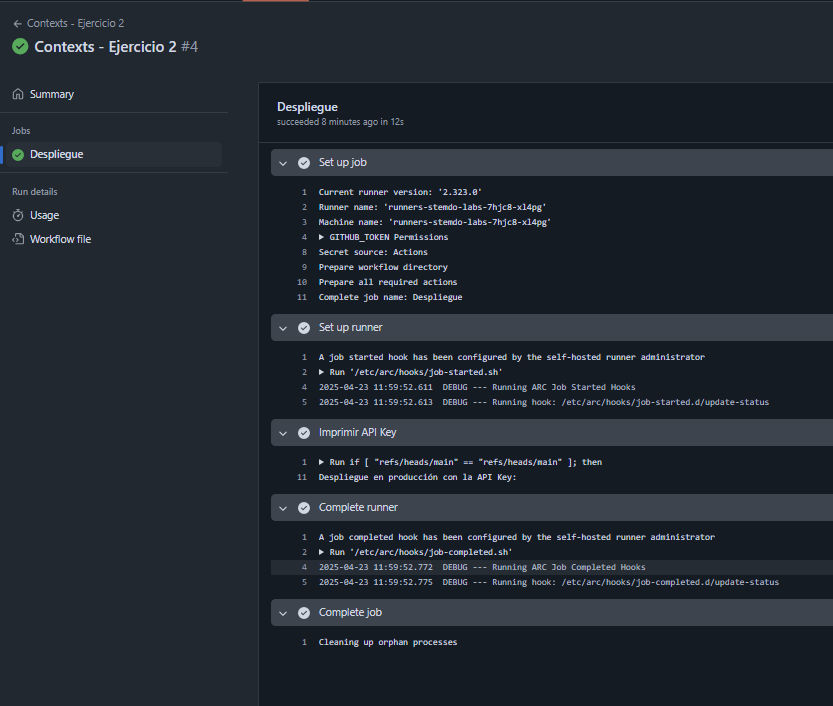 ← Contexts - Ejercicio 2
Contexts - Ejercicio 2 #4
Summary
Jobs
Despliegue
Run details
Usage
Workflow file
Despliegue
succeeded 8 minutes ago in 12s
Set up job
1 Current runner version: '2.323.0'
2 Runner name: 'runners-stemdo-labs-7hjc8-xl4pg'
3 Machine name: 'runners-stemdo-labs-7hjc8-xl4pg'
4 ▶ GITHUB_TOKEN Permissions
8 Secret source: Actions
9 Prepare workflow directory
10 Prepare all required actions
11 Complete job name: Despliegue
Set up runner
1 A job started hook has been configured by the self-hosted runner administrator
2 ▶ Run '/etc/arc/hooks/job-started.sh'
4 2025-04-23 11:59:52.611 DEBUG --- Running ARC Job Started Hooks
5 2025-04-23 11:59:52.613 DEBUG --- Running hook: /etc/arc/hooks/job-started.d/update-status
Imprimir API Key
1 ▶ Run if [ "refs/heads/main" == "refs/heads/main" ]; then
11 Despliegue en producción con la API Key:
Complete runner
1 A job completed hook has been configured by the self-hosted runner administrator
2 ▶ Run '/etc/arc/hooks/job-completed.sh'
4 2025-04-23 11:59:52.772 DEBUG --- Running ARC Job Completed Hooks
5 2025-04-23 11:59:52.775 DEBUG --- Running hook: /etc/arc/hooks/job-completed.d/update-status
Complete job
1 Cleaning up orphan processes